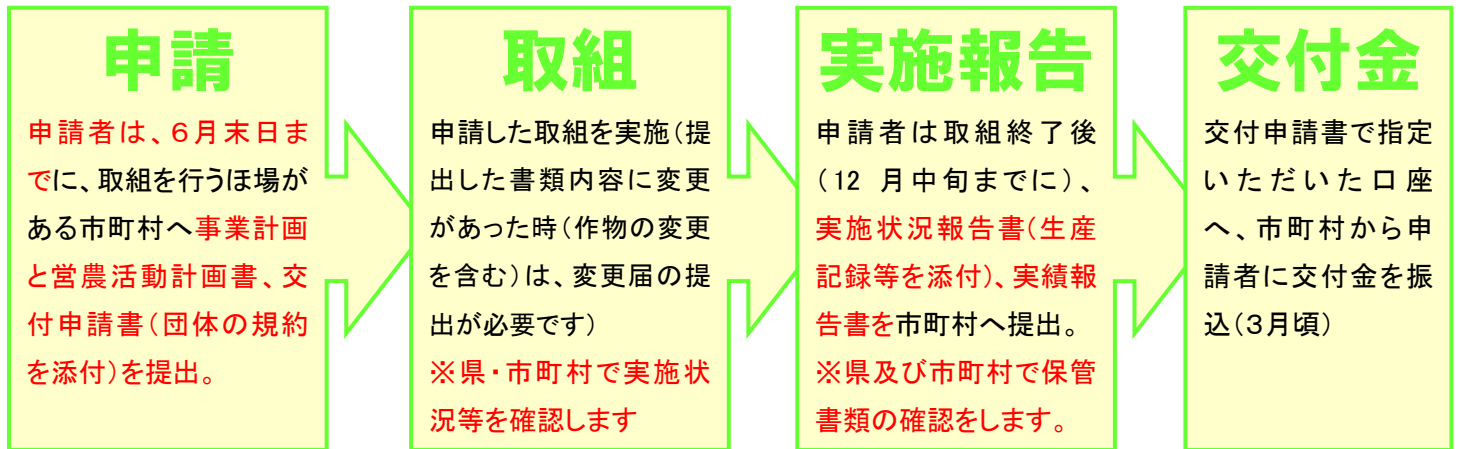 申請
申請者は、６月末日ま
でに、取組を行うほ場が
ある市町村へ事業計画
と営農活動計画書、交
付申請書（団体の規約
を添付）を提出。
取組
申請した取組を実施（提
出した書類内容に変更
があった時（作物の変更
を含む）は、変更届の提
出が必要です）
※県・市町村で実施状
況等を確認します
実施報告
申請者は取組終了後
（12 月中旬までに）、
実施状況報告書（生産
記録等を添付）、実績報
告書を市町村へ提出。
※県及び市町村で保管
書類の確認をします。
交付金
交付申請書で指定
いただいた口座
へ、市町村から申
請者に交付金を振
込（３月頃）